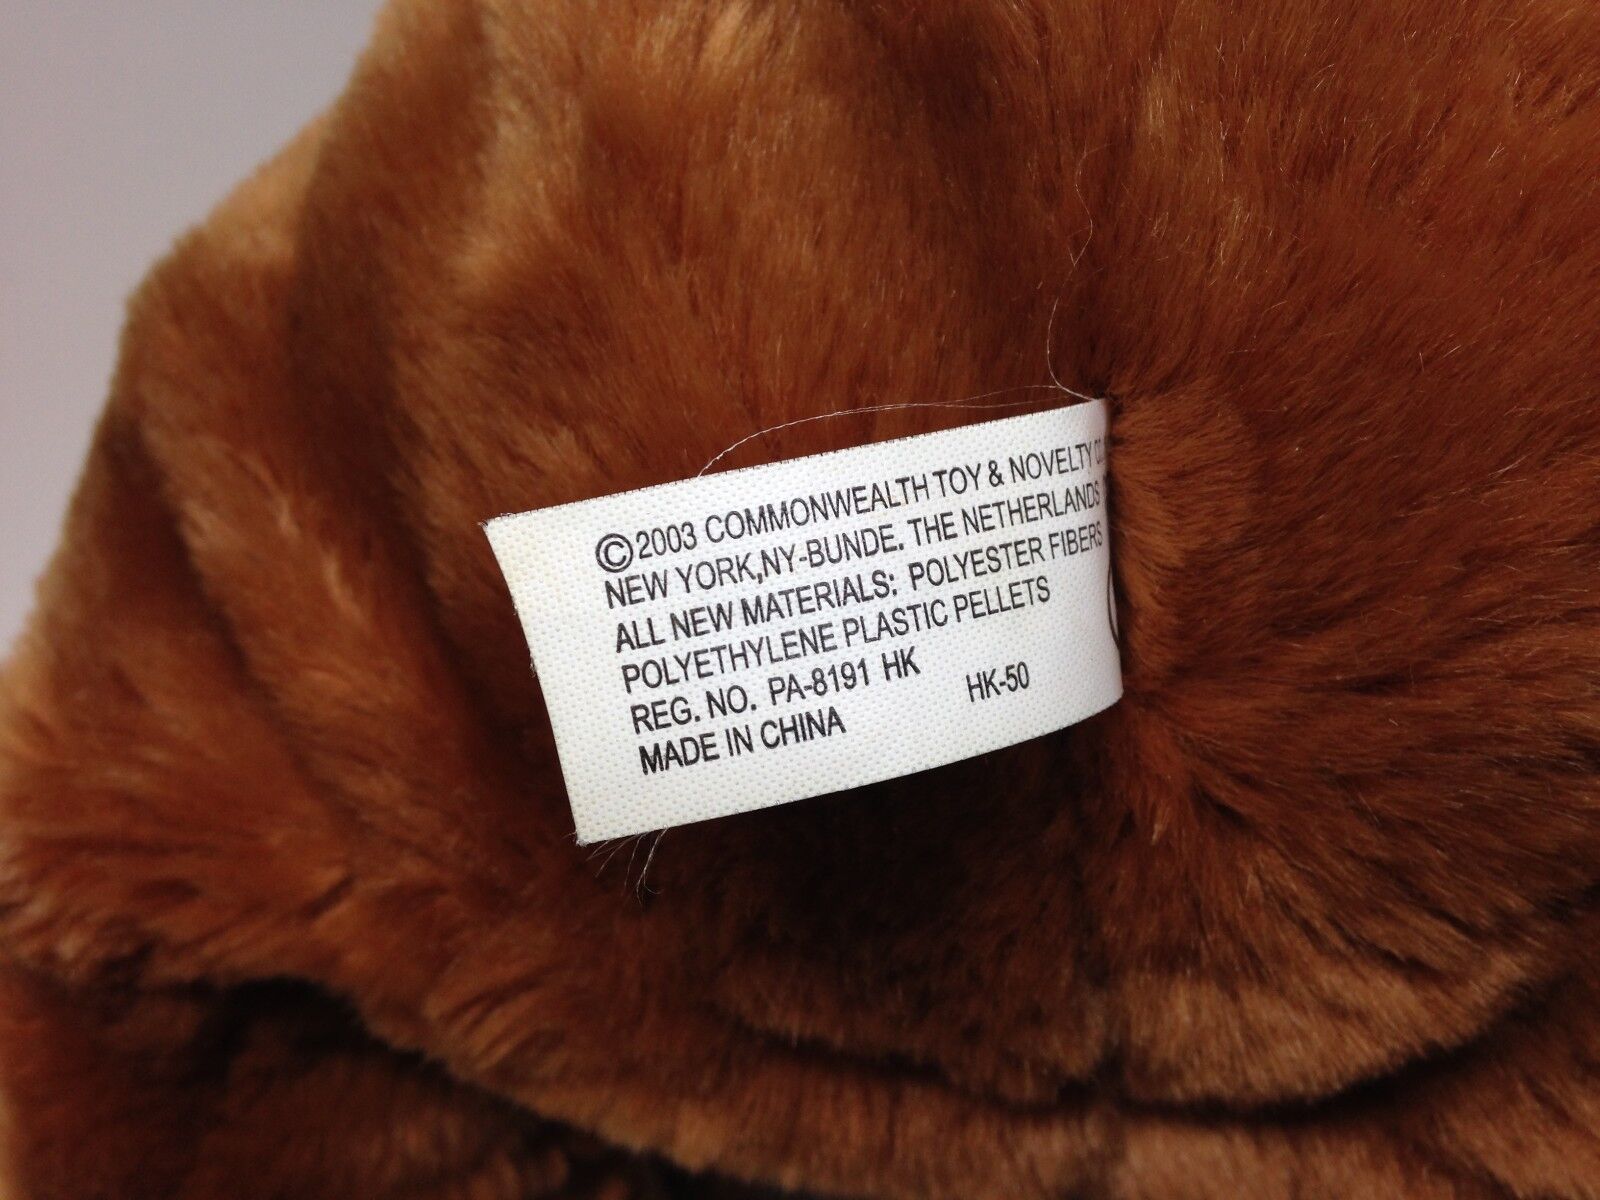 ©2003 COMMONWEALTH TOY & NOVELTY
NEW YORK,NY-BUNDE. THE NETHERLANDS
ALL NEW MATERIALS: POLYESTER FIBERS
POLYETHYLENE PLASTIC PELLETS
REG. NO. PA-8191 HK
HK-50
MADE IN CHINA